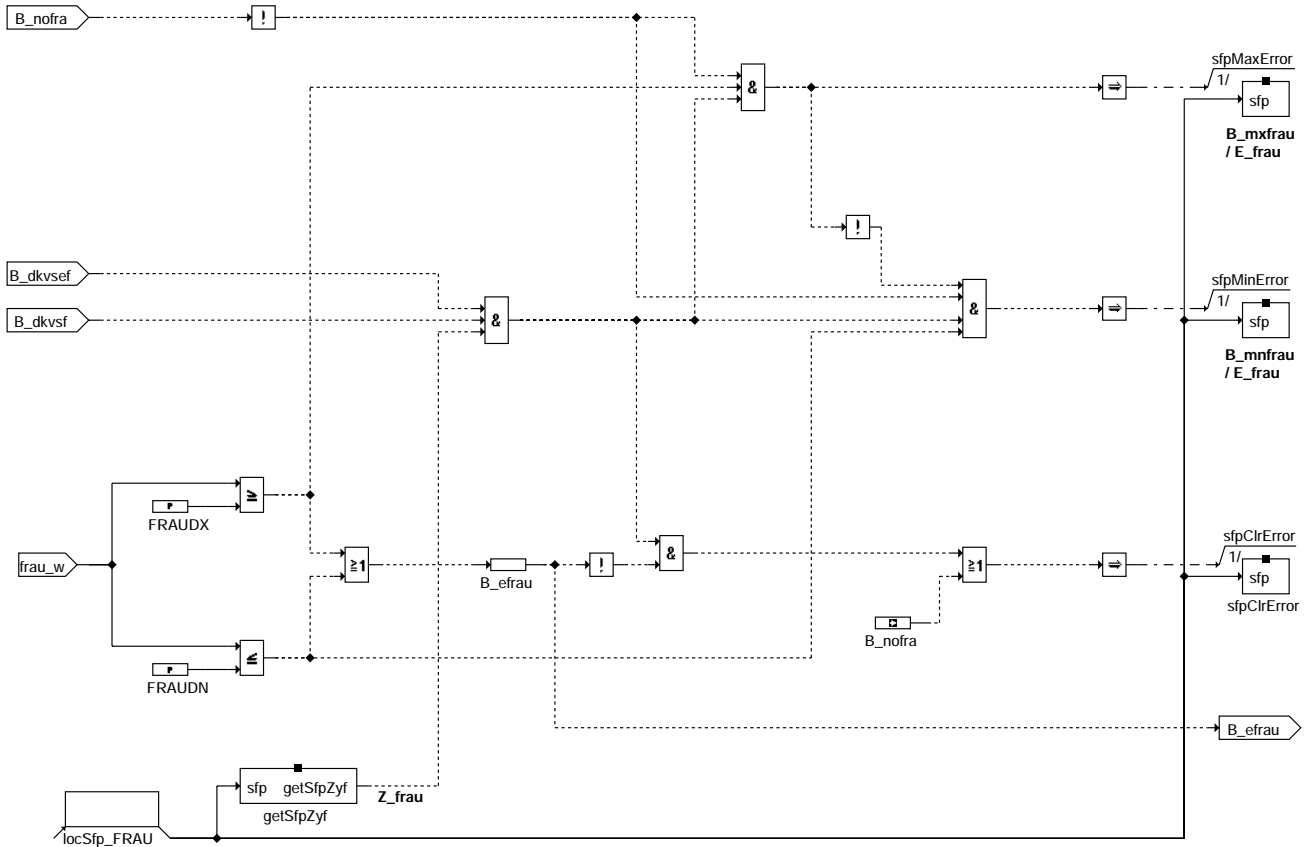 B_nofra
!
sfpMaxError
1/
&
⇒
sfp
B_mxfrau
/ E_frau
!
B_dkvsef
sfpMinError
1/
B_dkvsf
&
&
⇒
sfp
B_mnfrau
/ E_frau
≥
P
FRAUDX
sfpClrError
1/
frau_w
≧1
B_efrau
!
&
≧1
⇒
sfp
sfpClrError
B_nofra
≤
P
FRAUDN
B_efrau
sfp getSfpZyf
Z_frau
getSfpZyf
locSfp_FRAU